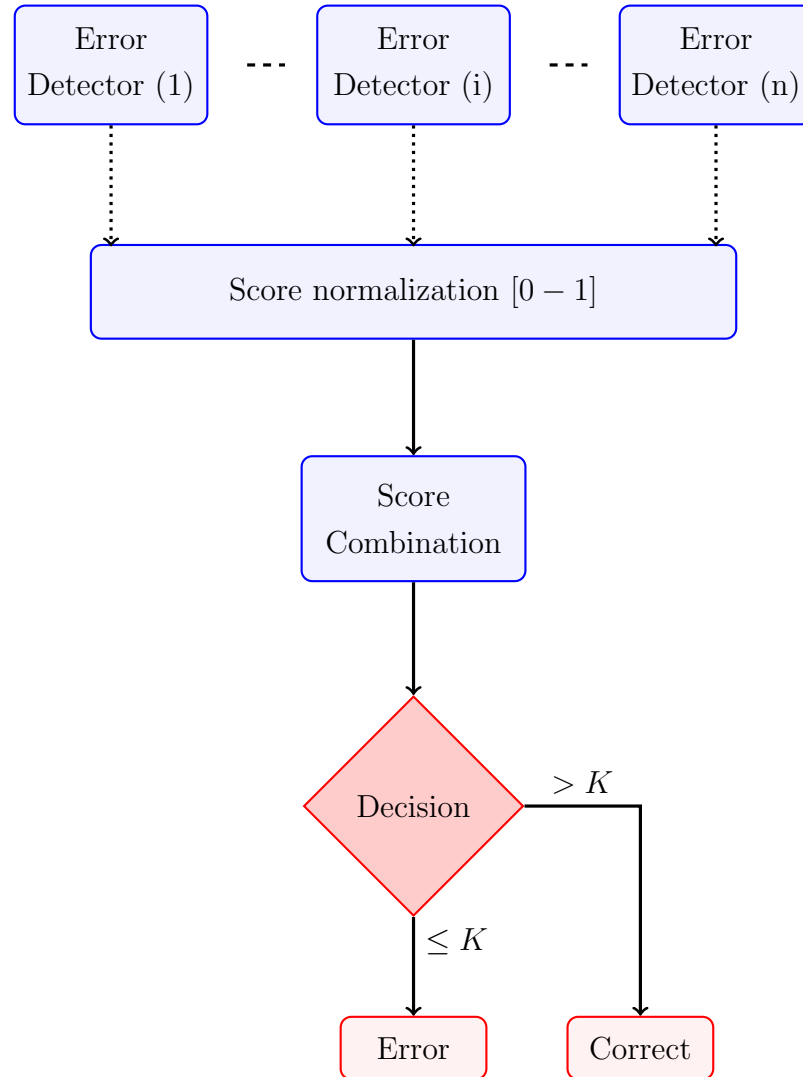 Error
Detector (1)
Error
Detector (i)
Error
Detector (n)
Score normalization [0 − 1]
Score
Combination
Decision
> K
≤ K
Error
Correct